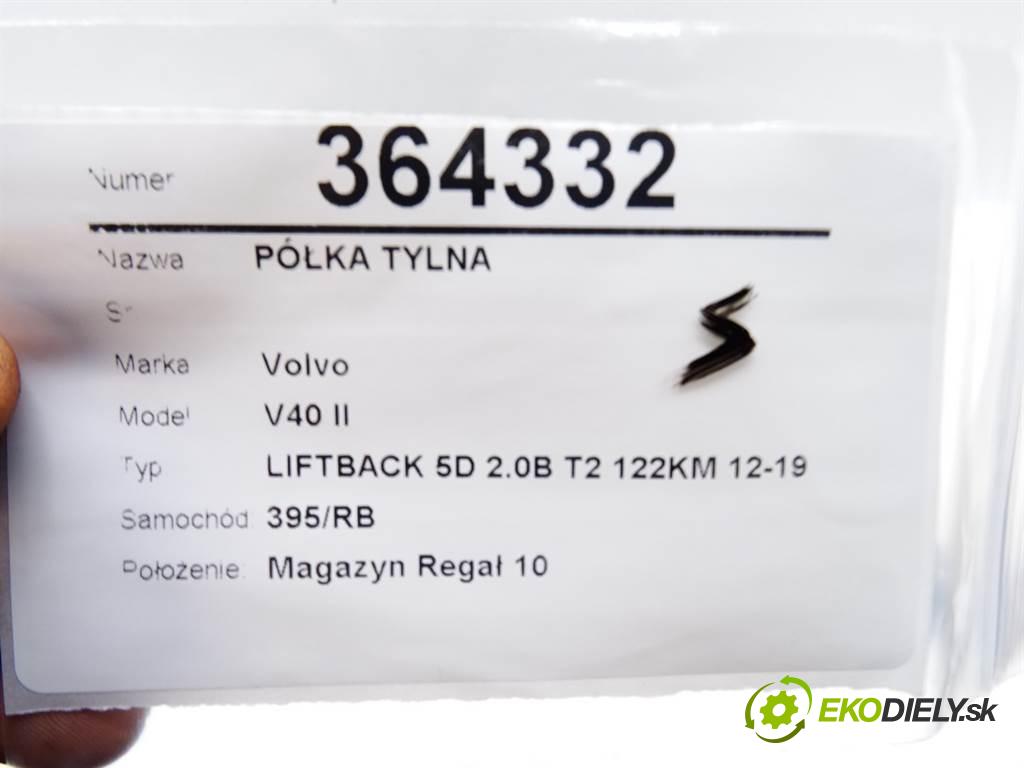 Numer 364332
Nazwa PÓŁKA TYLNA
S
Marka Volvo
Model V40 II
Typ LIFTBACK 5D 2.0B T2 122KM 12-19
Samochód: 395/RB
Położenie: Magazyn Regał 10
EKODIELY.sk